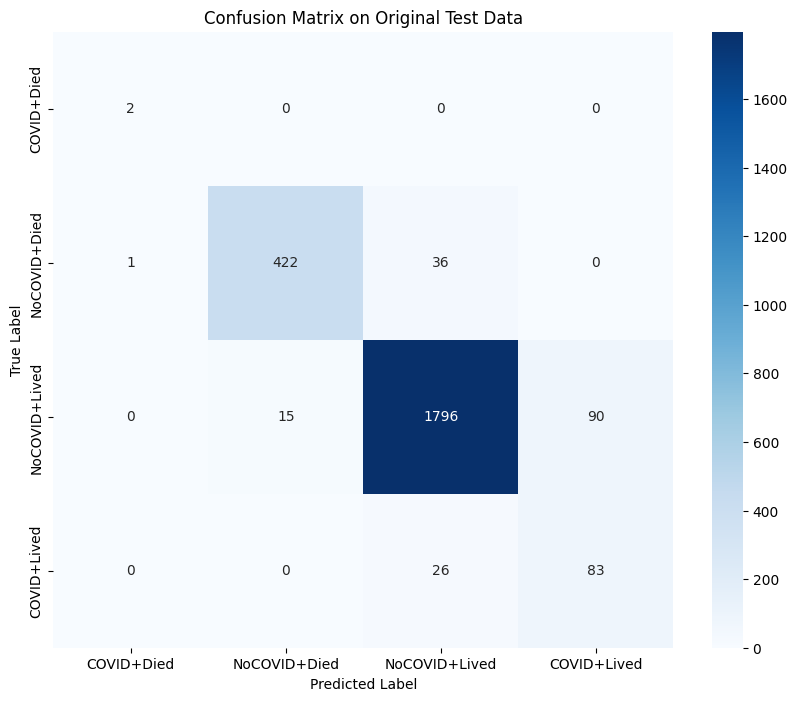 Confusion Matrix on Original Test Data
True Label
COVID+Died
2 0 0 0
NoCOVID+Died
1 422 36 0
NoCOVID+Lived
0 15 1796 90
COVID+Lived
0 0 26 83
COVID+Died NoCOVID+Died NoCOVID+Lived COVID+Lived
Predicted Label
1600
1400
1200
1000
800
600
400
200
0